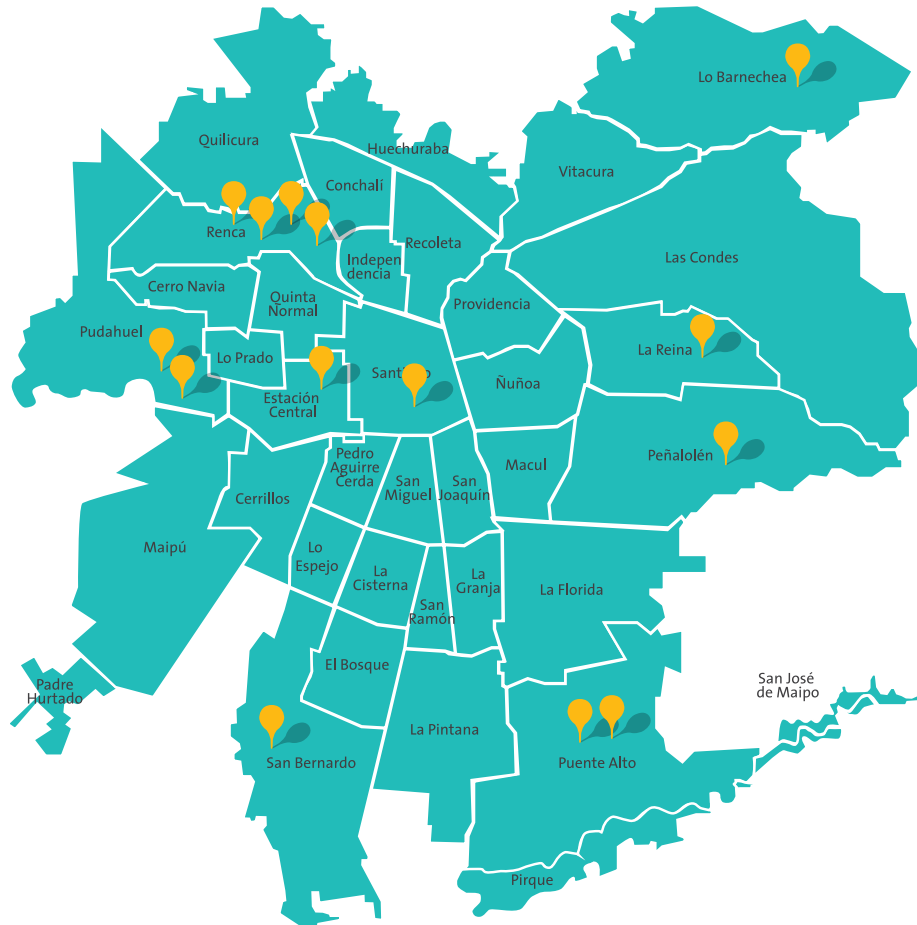 Lo Barnechea
Quilicura
Huechuraba
Vitacura
Conchalí
Renca
Recoleta
Indepen
dencia
Las Condes
Cerro Navia
Quinta
Normal
Providencia
Pudahuel
Lo Prado
La Reina
Santiago
Ñuñoa
Estación
Central
Pedro
Aguirre
Cerda
San
Miguel
San
Joaquín
Macul
Peñalolén
Cerrillos
Maipú
Lo
Espejo
La
Cisterna
La
Granja
La Florida
San
Ramón
El Bosque
Padre
Hurtado
San José
de Maipo
La Pintana
San Bernardo
Puente Alto
Pirque